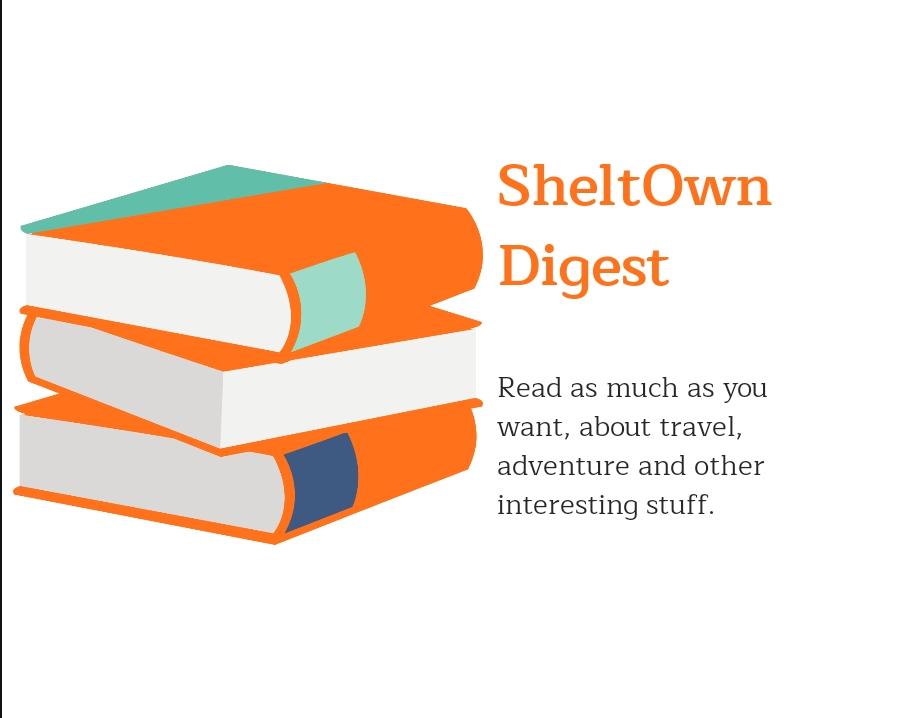 SheltOwn
Digest
Read as much as you
want, about travel,
adventure and other
interesting stuff.